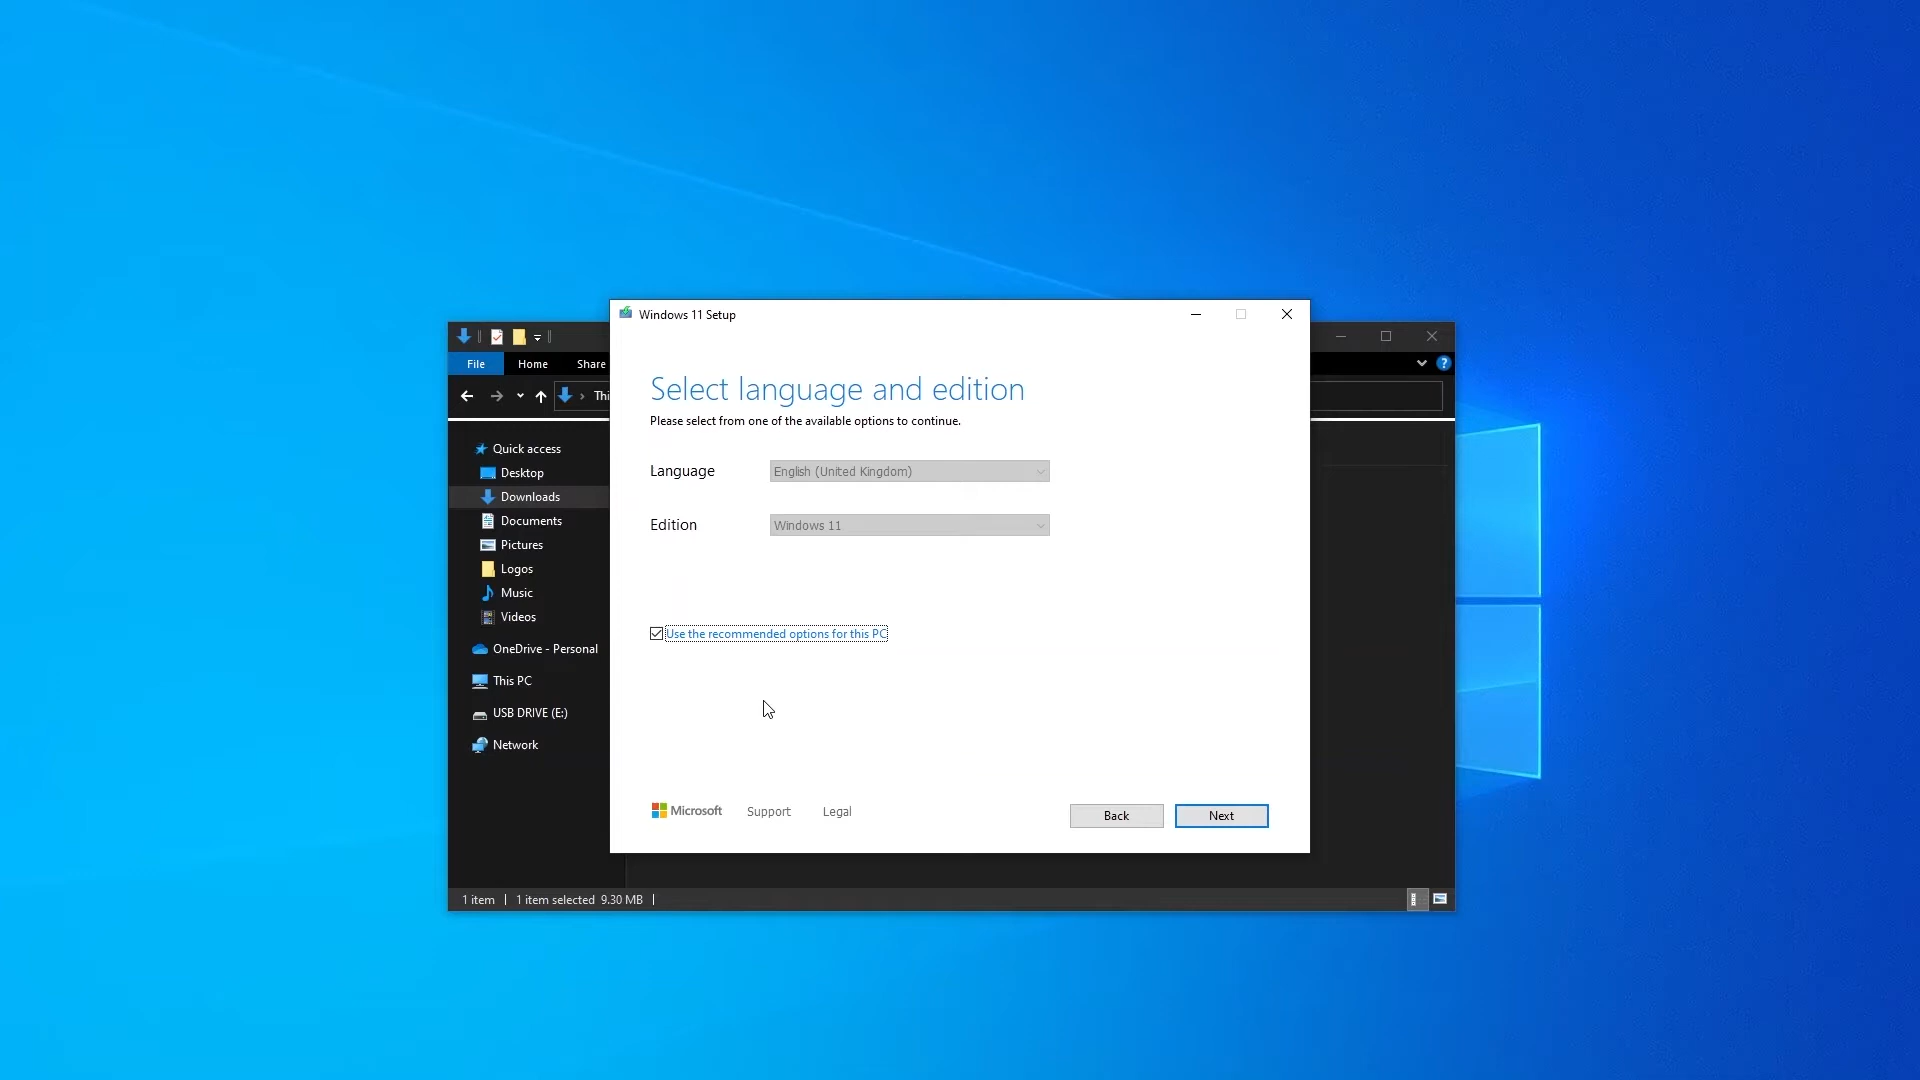 Windows 11 Setup
File Home Share
Thi
Select language and edition
Please select from one of the available options to continue.
Language English (United Kingdom)
Edition Windows 11
Use the recommended options for this PC
Quick access
Desktop
Downloads
Documents
Pictures
Logos
Music
Videos
OneDrive - Personal
This PC
USB DRIVE (E:)
Network
Microsoft Support Legal
Back Next
1 item 1 item selected 9.30 MB